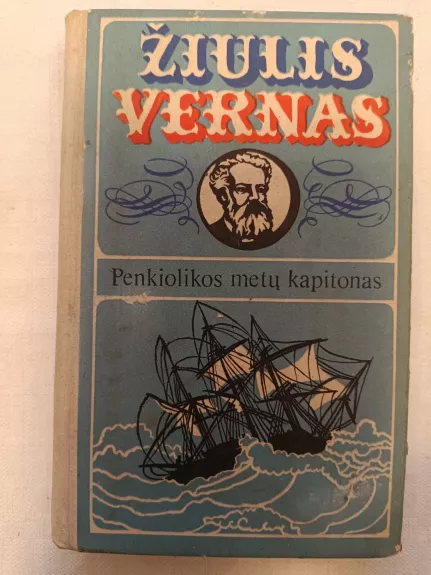 ŽIULIS
VERNAS
Penkiolikos metų kapitonas